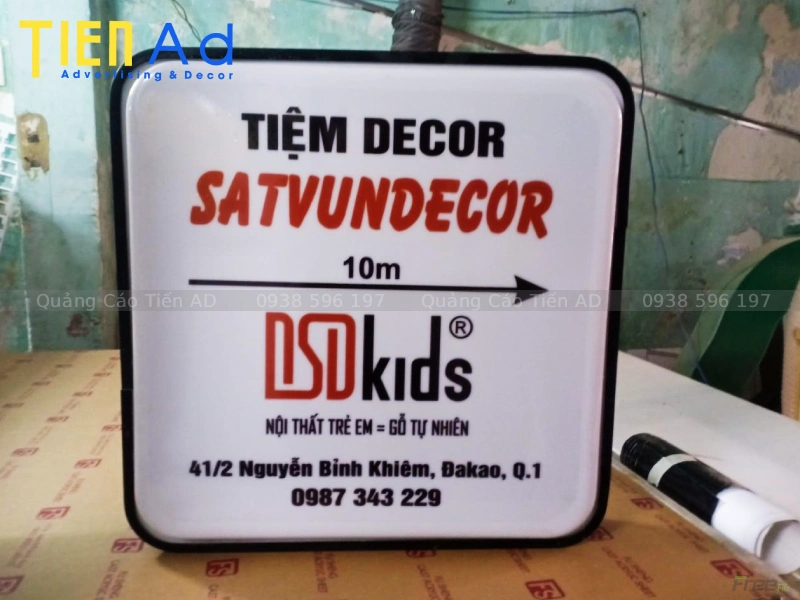 TIEN Ad
Advertising & Decor
TIỆM DECOR
SATVUNDECOR
10m
Quảng Cáo Tiến AD 0938 596 197 Quảng Cáo Tiến AD 0938 596 197
DSD kids ®
NỘI THẤT TRẺ EM = GỖ TỰ NHIÊN
41/2 Nguyễn Bỉnh Khiêm, Đakao, Q.1
0987 343 229